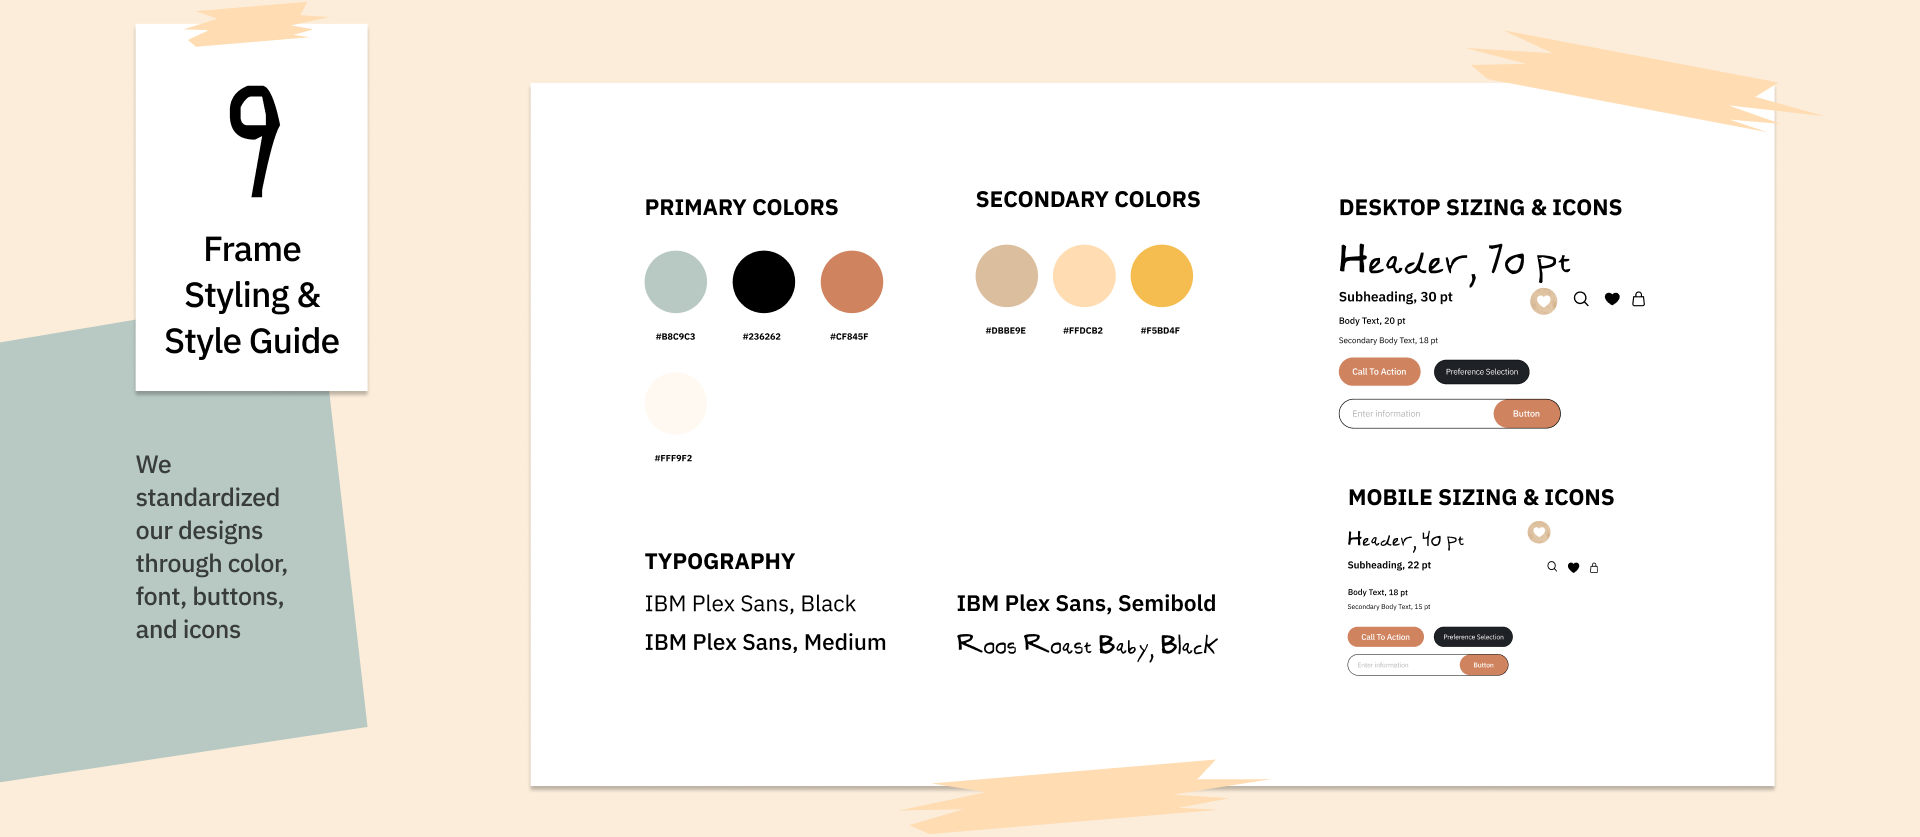 9
Frame
Styling &
Style Guide
We
standardized
our designs
through color,
font, buttons,
and icons
PRIMARY COLORS
#B8C9C3
#236262
#CF845F
#FFF9F2
SECONDARY COLORS
#DBBE9E
#FFDCB2
#F5BD4F
TYPOGRAPHY
IBM Plex Sans, Black
IBM Plex Sans, Medium
IBM Plex Sans, Semibold
Roos Roast Baby, Black
DESKTOP SIZING & ICONS
Header, 70 pt
Subheading, 30 pt
Body Text, 20 pt
Secondary Body Text, 18 pt
Call To Action
Preference Selection
Enter information
Button
MOBILE SIZING & ICONS
Header, 40 pt
Subheading, 22 pt
Body Text, 18 pt
Secondary Body Text, 15 pt
Call To Action
Preference Selection
Enter information
Button